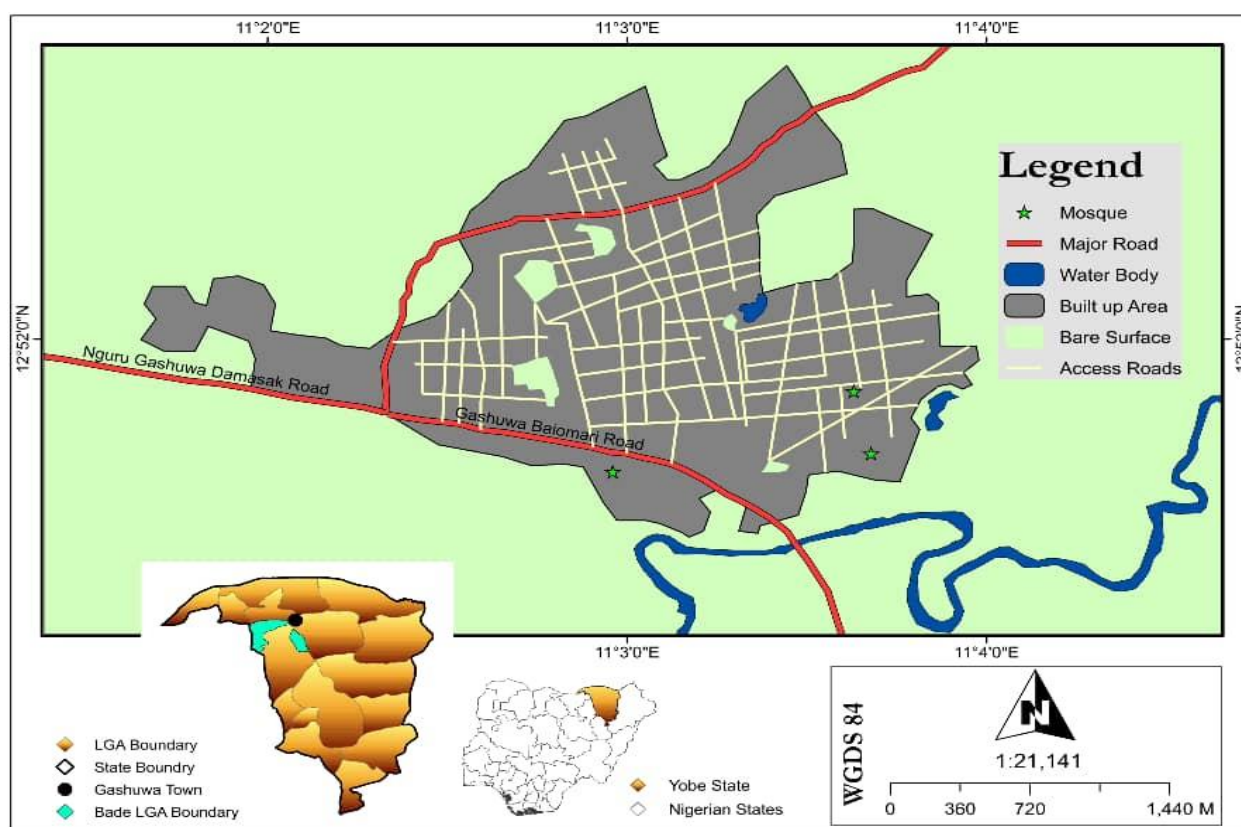 11°2'0"E
11°3'0"E
11°4'0"E
12°52'0"N
12°52'0"N
Nguru Gashuwa Damasak Road
Gashuwa Baiomari Road
Legend
Mosque
Major Road
Water Body
Built up Area
Bare Surface
Access Roads
11°3'0"E
11°4'0"E
LGA Boundary
State Boundry
Gashuwa Town
Bade LGA Boundary
Yobe State
Nigerian States
WGDS 84
N
1:21,141
0 360 720 1,440 M